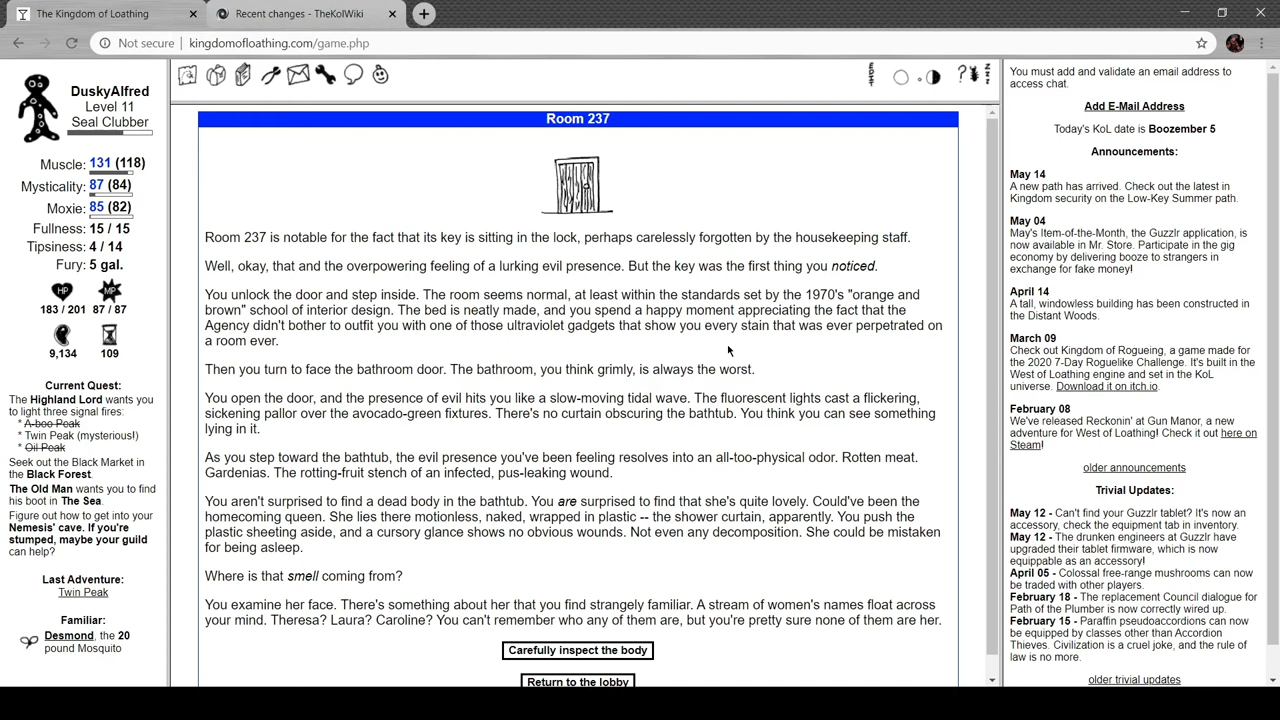 The Kingdom of Loathing
Recent changes - TheKolWiki
Not secure | kingdomofloathing.com/game.php
DuskyAlfred
Level 11
Seal Clubber
Muscle: 131 (118)
Mysticality: 87 (84)
Moxie: 85 (82)
Fullness: 15 / 15
Tipsiness: 4 / 14
Fury: 5 gal.
HP MP
183 / 201 87 / 87
9,134 109
Current Quest:
The Highland Lord wants you
to light three signal fires:
* A-boo Peak
* Twin Peak (mysterious!)
* Oil Peak
Seek out the Black Market in
the Black Forest.
The Old Man wants you to find
his boot in The Sea.
Figure out how to get into your
Nemesis' cave. If you're
stumped, maybe your guild
can help?
Last Adventure:
Twin Peak
Familiar:
Desmond, the 20
pound Mosquito
Room 237
Room 237 is notable for the fact that its key is sitting in the lock, perhaps carelessly forgotten by the housekeeping staff.
Well, okay, that and the overpowering feeling of a lurking evil presence. But the key was the first thing you noticed.
You unlock the door and step inside. The room seems normal, at least within the standards set by the 1970's "orange and
brown" school of interior design. The bed is neatly made, and you spend a happy moment appreciating the fact that the
Agency didn't bother to outfit you with one of those ultraviolet gadgets that show you every stain that was ever perpetrated on
a room ever.
Then you turn to face the bathroom door. The bathroom, you think grimly, is always the worst.
You open the door, and the presence of evil hits you like a slow-moving tidal wave. The fluorescent lights cast a flickering,
sickening pallor over the avocado-green fixtures. There's no curtain obscuring the bathtub. You think you can see something
lying in it.
As you step toward the bathtub, the evil presence you've been feeling resolves into an all-too-physical odor. Rotten meat.
Gardenias. The rotting-fruit stench of an infected, pus-leaking wound.
You aren't surprised to find a dead body in the bathtub. You are surprised to find that she's quite lovely. Could've been the
homecoming queen. She lies there motionless, naked, wrapped in plastic -- the shower curtain, apparently. You push the
plastic sheeting aside, and a cursory glance shows no obvious wounds. Not even any decomposition. She could be mistaken
for being asleep.
Where is that smell coming from?
You examine her face. There's something about her that you find strangely familiar. A stream of women's names float across
your mind. Theresa? Laura? Caroline? You can't remember who any of them are, but you're pretty sure none of them are her.
Carefully inspect the body
Return to the lobby
You must add and validate an email address to
access chat.
Add E-Mail Address
Today's KoL date is Boozember 5
Announcements:
May 14
A new path has arrived. Check out the latest in
Kingdom security on the Low-Key Summer path.
May 04
May's Item-of-the-Month, the Guzzlr application, is
now available in Mr. Store. Participate in the gig
economy by delivering booze to strangers in
exchange for fake money!
April 14
A tall, windowless building has been constructed in
the Distant Woods.
March 09
Check out Kingdom of Rogueing, a game made for
the 2020 7-Day Roguelike Challenge. It's built in the
West of Loathing engine and set in the KoL
universe. Download it on itch.io.
February 08
We've released Reckonin' at Gun Manor, a new
adventure for West of Loathing! Check it out here on
Steam!
older announcements
Trivial Updates:
May 12 - Can't find your Guzzlr tablet? It's now an
accessory, check the equipment tab in inventory.
May 12 - The drunken engineers at Guzzlr have
upgraded their tablet firmware, which is now
equippable as an accessory!
April 05 - Colossal free-range mushrooms can now
be traded with other players.
February 18 - The replacement Council dialogue for
Path of the Plumber is now correctly wired up.
February 15 - Paraffin pseudoaccordions can now
be equipped by classes other than Accordion
Thieves. Civilization is a cruel joke, and the rule of
law is no more.
older trivial updates